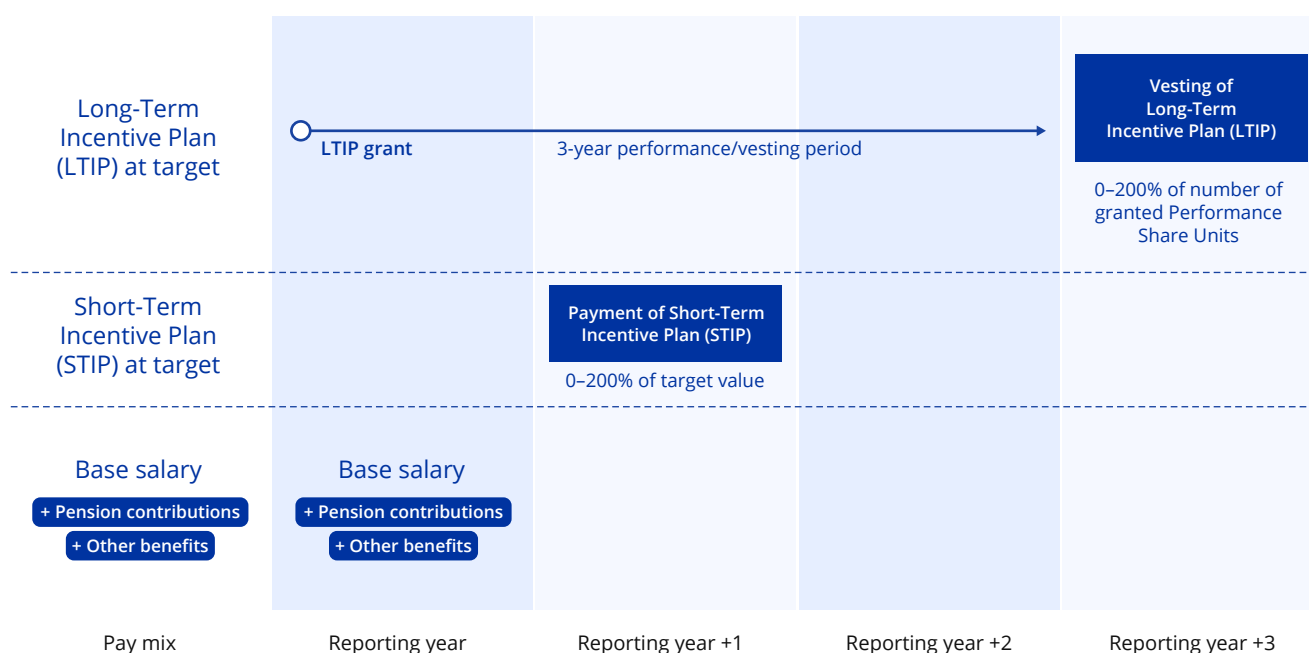 Long-Term
Incentive Plan
(LTIP) at target
LTIP grant
3-year performance/vesting period
Vesting of
Long-Term
Incentive Plan (LTIP)
0–200% of number of
granted Performance
Share Units
Short-Term
Incentive Plan
(STIP) at target
Payment of Short-Term
Incentive Plan (STIP)
0–200% of target value
Base salary
+ Pension contributions
+ Other benefits
Base salary
+ Pension contributions
+ Other benefits
Pay mix
Reporting year
Reporting year +1
Reporting year +2
Reporting year +3